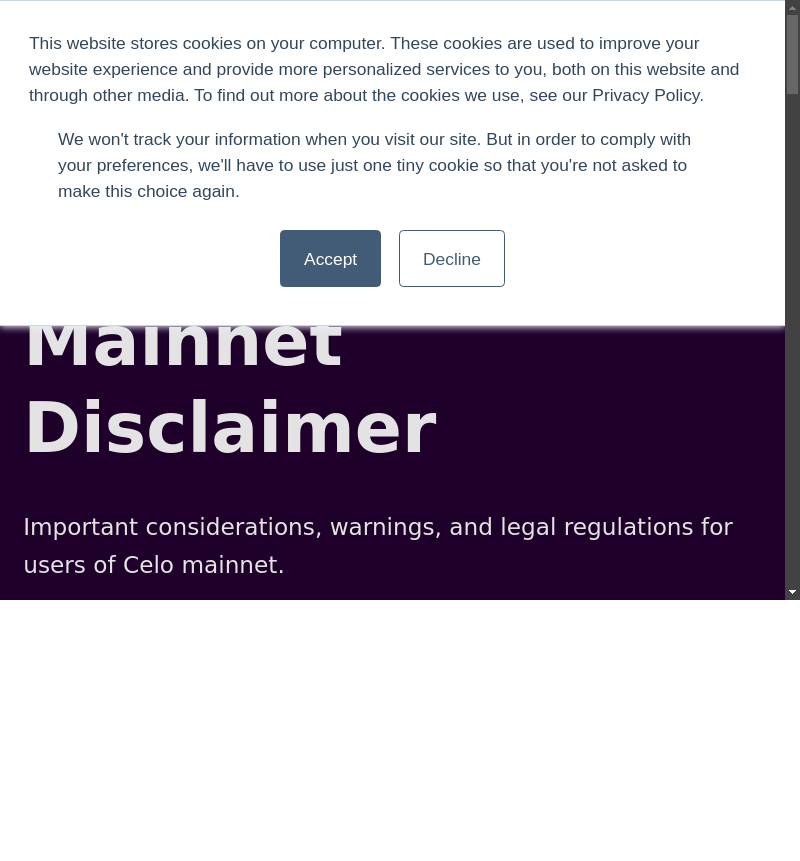 This website stores cookies on your computer. These cookies are used to improve your
website experience and provide more personalized services to you, both on this website and
through other media. To find out more about the cookies we use, see our Privacy Policy.
We won't track your information when you visit our site. But in order to comply with
your preferences, we'll have to use just one tiny cookie so that you're not asked to
make this choice again.
Accept
Decline
Mainnet
Disclaimer
Important considerations, warnings, and legal regulations for
users of Celo mainnet.